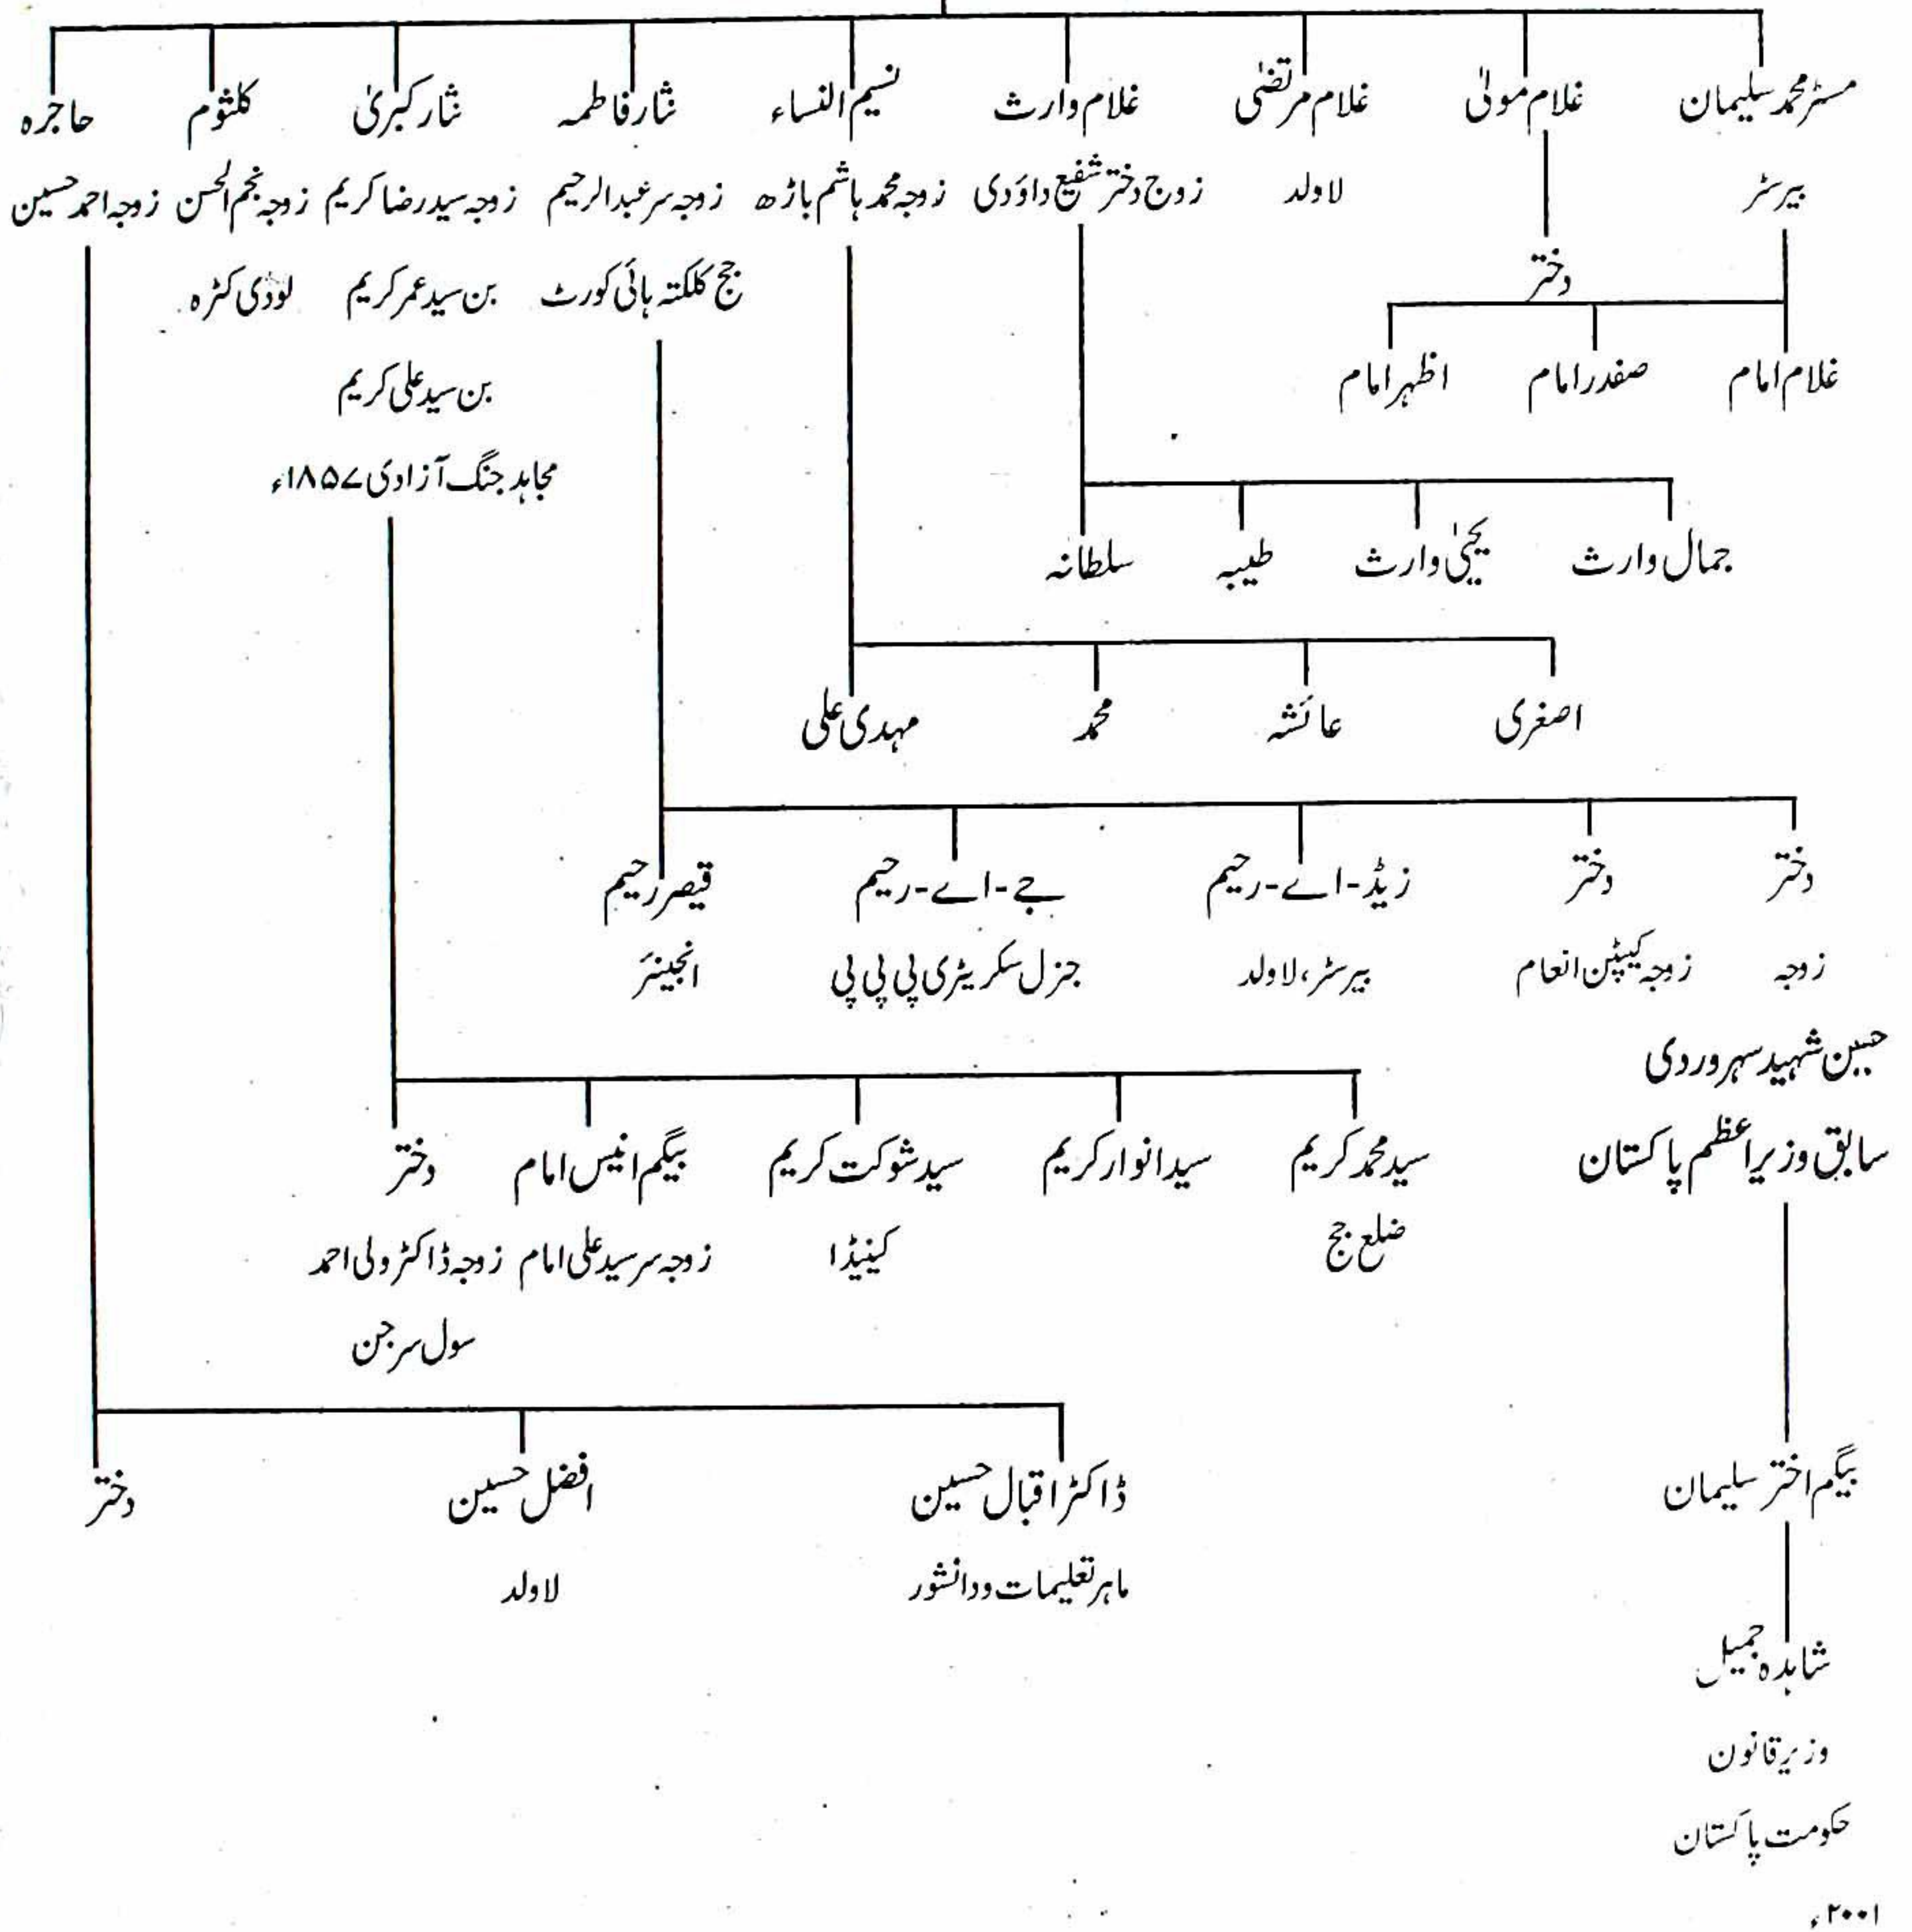 مسٹر محمد سلیمان غلام مولیٰ غلام مرتضیٰ غلام وارث نسیم النساء نثار فاطمہ نثار کبریٰ کلثوم حاجرہ
بیرسٹر لاولد زوج دختر شفیع داؤدی زوجہ محمد ہاشم باڑھ زوجہ سر عبدالرحیم زوجہ سید رضا کریم زوجہ نجم الحسن زوجہ احمد حسین
دختر جج کلکتہ ہائی کورٹ بن سید عمر کریم لودی کٹرہ
غلام امام صفدر امام اظہر امام بن سید علی کریم
مجاہد جنگ آزادی ۱۸۵۷ء
جمال وارث یحییٰ وارث طیبہ سلطانہ
اصغری عائشہ محمد مہدی علی
دختر دختر زیڈ-اے-رحیم جے-اے-رحیم قیصر رحیم
زوجہ زوجہ کیپٹن انعام بیرسٹر، لاولد جنرل سکریٹری پی پی پی انجینئر
حسین شہید سہروردی
سابق وزیر اعظم پاکستان سید محمد کریم سید انوار کریم سید شوکت کریم بیگم انیس امام دختر
ضلع جج کینیڈا زوجہ سر سید علی امام زوجہ ڈاکٹر ولی احمد
سول سرجن
بیگم اختر سلیمان ڈاکٹر اقبال حسین افضل حسین دختر
ماہر تعلیمات ودانشور لاولد
شاہدہ جمیل
وزیر قانون
حکومت پاکستان
۲۰۰۱ء